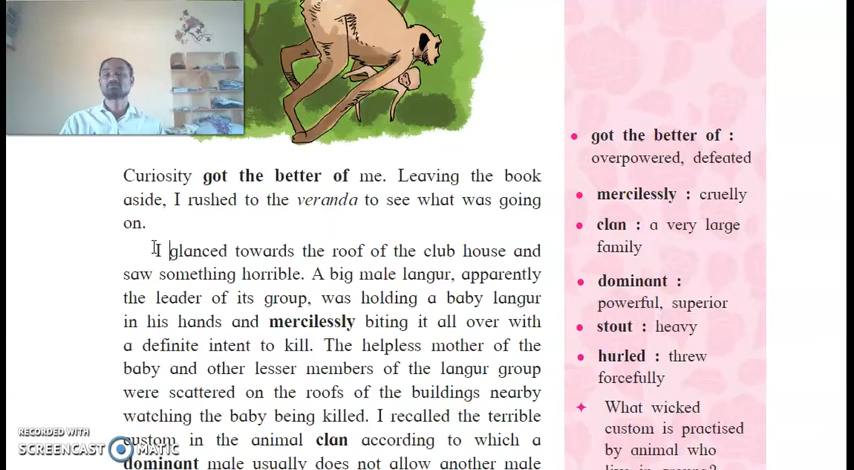 Curiosity got the better of me. Leaving the book
aside, I rushed to the veranda to see what was going
on.
I glanced towards the roof of the club house and
saw something horrible. A big male langur, apparently
the leader of its group, was holding a baby langur
in his hands and mercilessly biting it all over with
a definite intent to kill. The helpless mother of the
baby and other lesser members of the langur group
were scattered on the roofs of the buildings nearby
watching the baby being killed. I recalled the terrible
custom in the animal clan according to which a
dominant male usually does not allow another male
got the better of :
overpowered, defeated
mercilessly : cruelly
clan : a very large
family
dominant :
powerful, superior
stout : heavy
hurled : threw
forcefully
What wicked
custom is practised
by animal who
live in groups?
RECORDED WITH
SCREENCAST MATIC